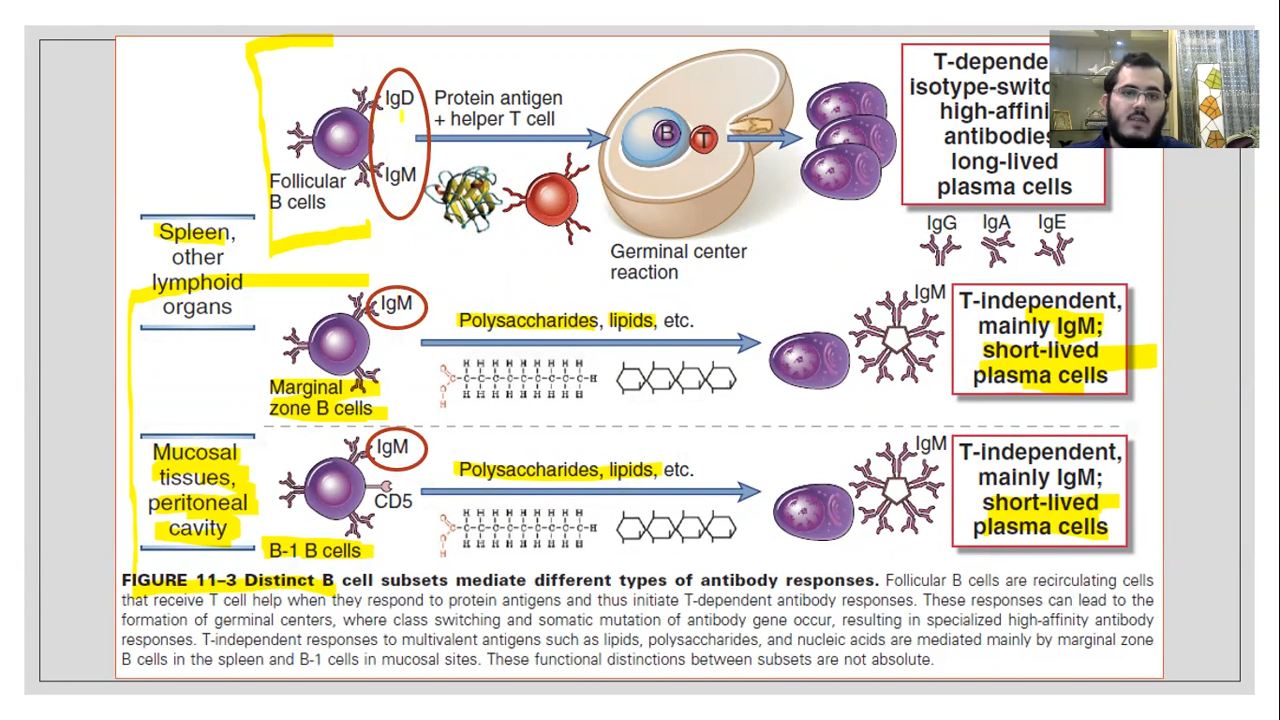 IgD
Protein antigen
+ helper T cell
B
T
IgM
Follicular
B cells
Germinal center
reaction
T-depende
isotype-switc
high-affini
antibodies
long-lived
plasma cells
IgG IgA IgE
Spleen,
other
lymphoid
organs
IgM
Marginal
zone B cells
Polysaccharides, lipids, etc.
H H H H H H H H H
O
C-C-C-C-C-C-C-C-C-C-H
O
H H H H H H H H H
H
IgM
T-independent,
mainly IgM;
short-lived
plasma cells
Mucosal
tissues,
peritoneal
cavity
IgM
CD5
B-1 B cells
Polysaccharides, lipids, etc.
H H H H H H H H H
O
C-C-C-C-C-C-C-C-C-C-H
O
H H H H H H H H H
H
IgM
T-independent,
mainly IgM;
short-lived
plasma cells
FIGURE 11–3 Distinct B cell subsets mediate different types of antibody responses. Follicular B cells are recirculating cells
that receive T cell help when they respond to protein antigens and thus initiate T-dependent antibody responses. These responses can lead to the
formation of germinal centers, where class switching and somatic mutation of antibody gene occur, resulting in specialized high-affinity antibody
responses. T-independent responses to multivalent antigens such as lipids, polysaccharides, and nucleic acids are mediated mainly by marginal zone
B cells in the spleen and B-1 cells in mucosal sites. These functional distinctions between subsets are not absolute.